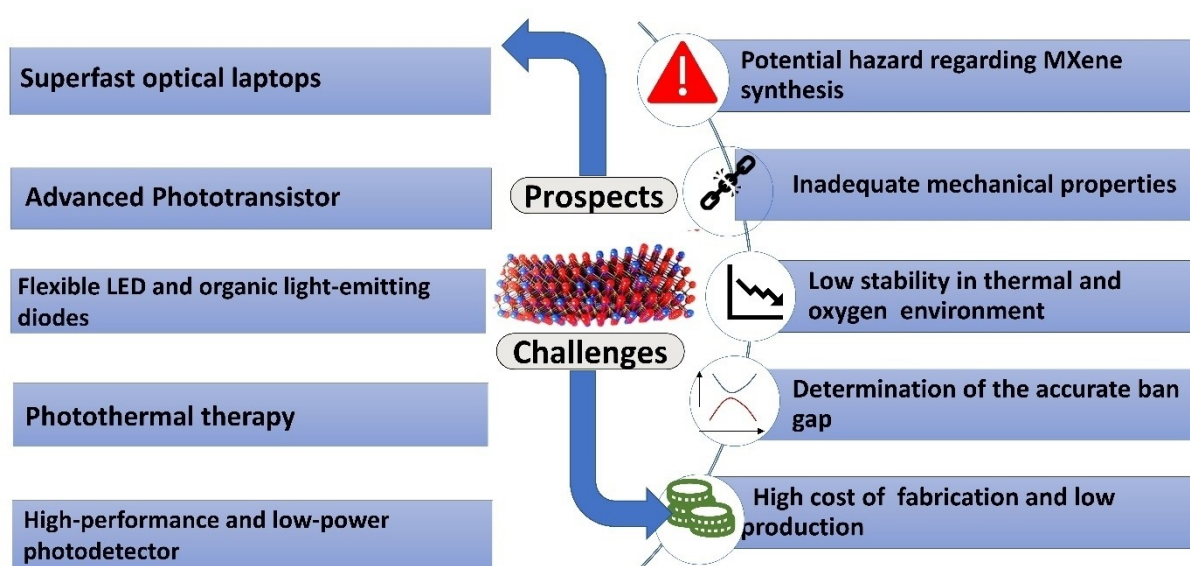 Superfast optical laptops
Advanced Phototransistor
Flexible LED and organic light-emitting
diodes
Photothermal therapy
High-performance and low-power
photodetector
Prospects
Challenges
Potential hazard regarding MXene
synthesis
Inadequate mechanical properties
Low stability in thermal and
oxygen environment
Determination of the accurate ban
gap
High cost of fabrication and low
production